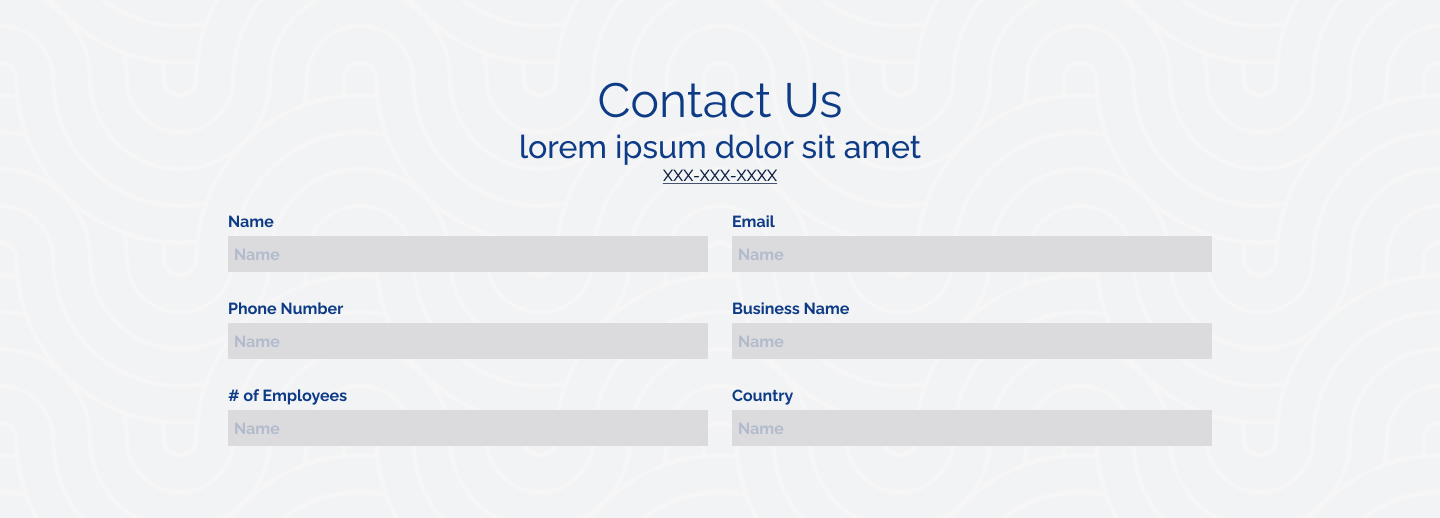 Contact Us
lorem ipsum dolor sit amet
XXX-XXX-XXXX
Name
Email
Name
Name
Phone Number
Business Name
Name
Name
# of Employees
Country
Name
Name